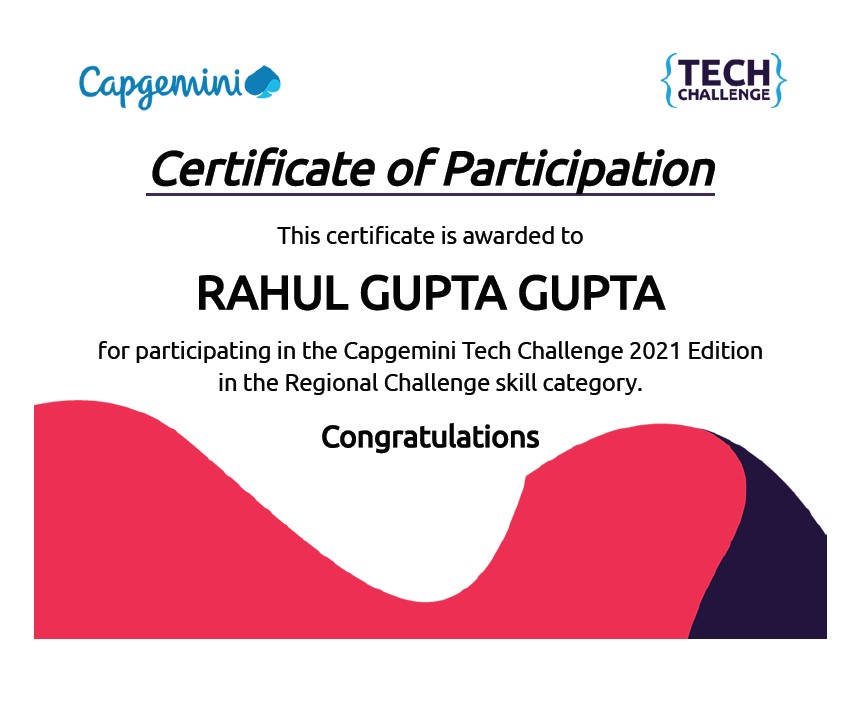 Capgemini
{TECH
CHALLENGE}
Certificate of Participation
This certificate is awarded to
RAHUL GUPTA GUPTA
for participating in the Capgemini Tech Challenge 2021 Edition
in the Regional Challenge skill category.
Congratulations